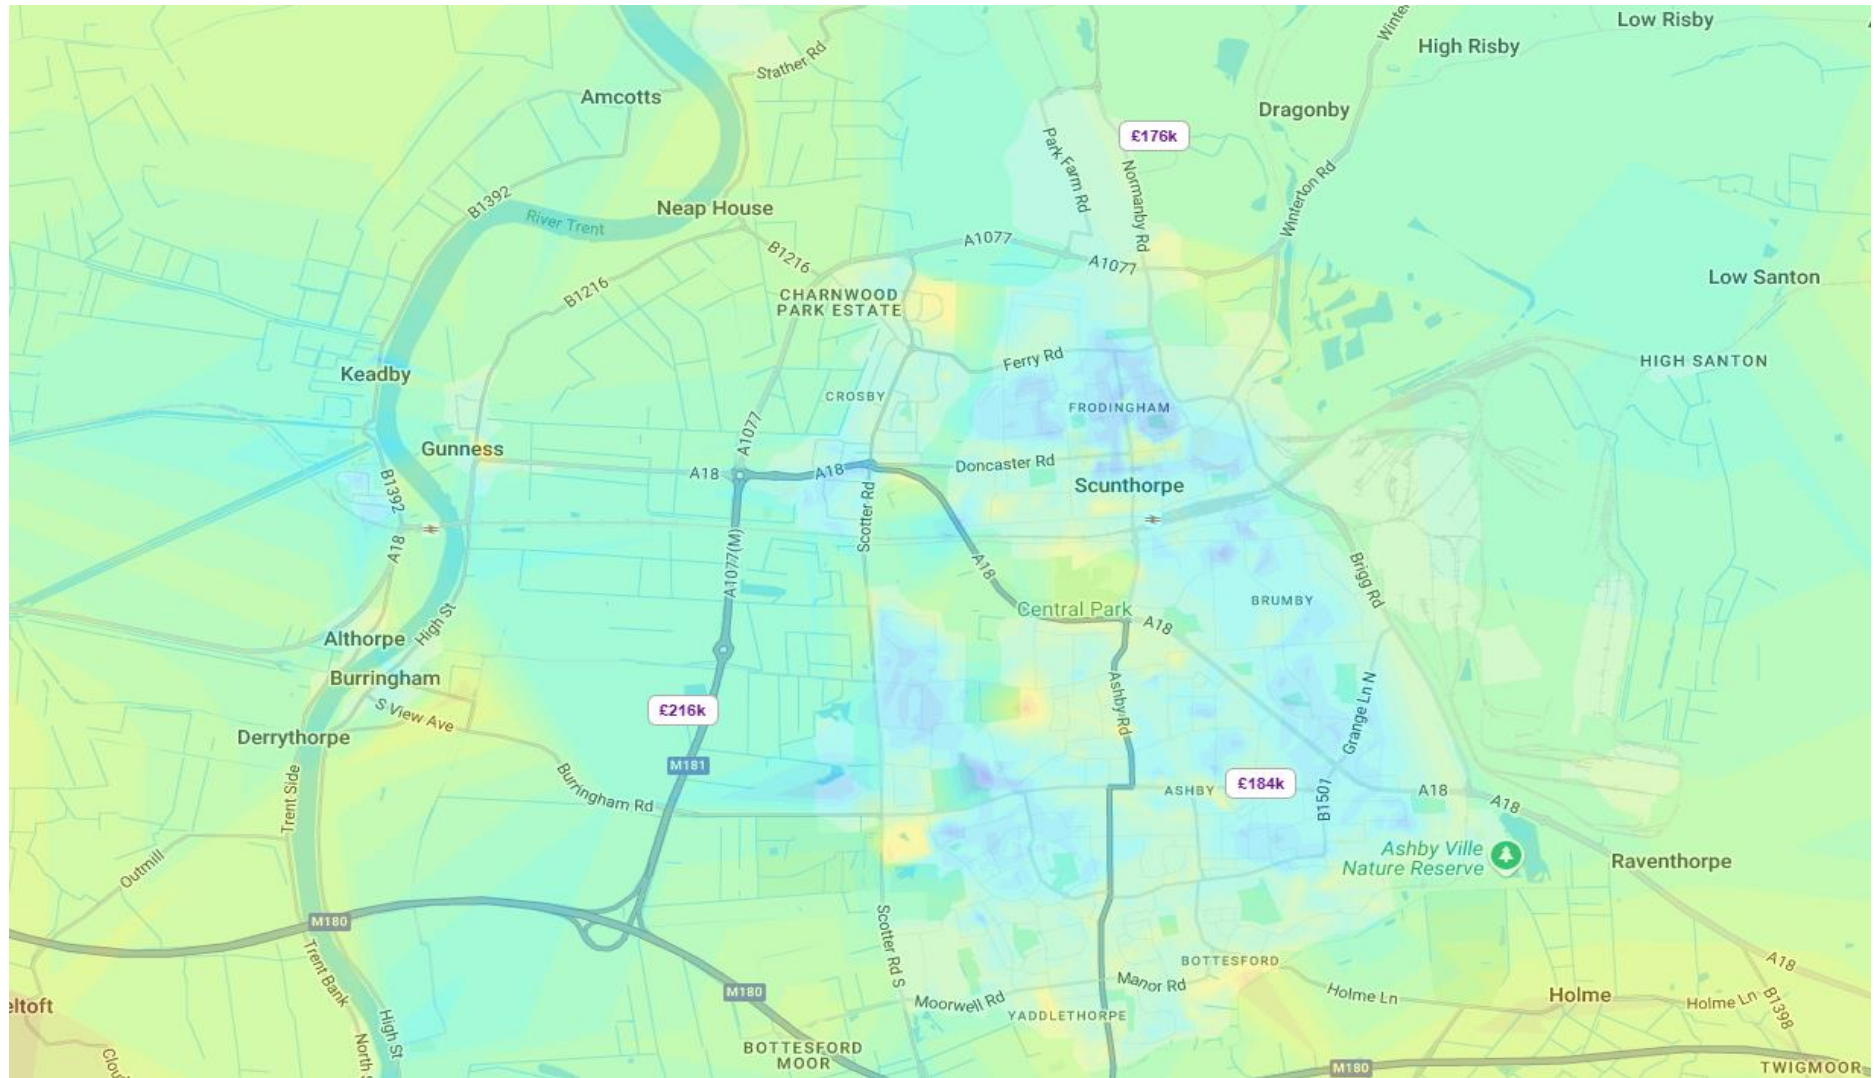 Low Risby
Winte
High Risby
Stather Rd
Amcotts
Dragonby
£176k
Park Farm Rd
Normanby Rd
Winterton Rd
B1392
Neap House
River Trent
A1077
B1216
A1077
Low Santon
B1216
CHARNWOOD
PARK ESTATE
Ferry Rd
HIGH SANTON
Keadby
CROSBY
FRODINGHAM
A1077
Gunness
A18
A18
Doncaster Rd
B1392
Scunthorpe
Scotter Rd
A18
A1077(M)
A18
Brigg Rd
BRUMBY
Central Park
A18
High St
Althorpe
Burringham
S View Ave
Ashby Rd
Grange Ln N
£216k
Derrythorpe
M181
Trent Side
Burringham Rd
ASHBY
£184k
B1501
A18
A18
Outmill
Ashby Ville
Nature Reserve
Raventhorpe
M180
Scotter Rd S
Trent Bank
BOTTESFORD
A18
M180
Manor Rd
Moorwell Rd
Holme Ln
Holme
Holme Ln
B1398
eltoft
High St
North S
YADDLETHORPE
Clou
BOTTESFORD
MOOR
M180
TWIGMOOR